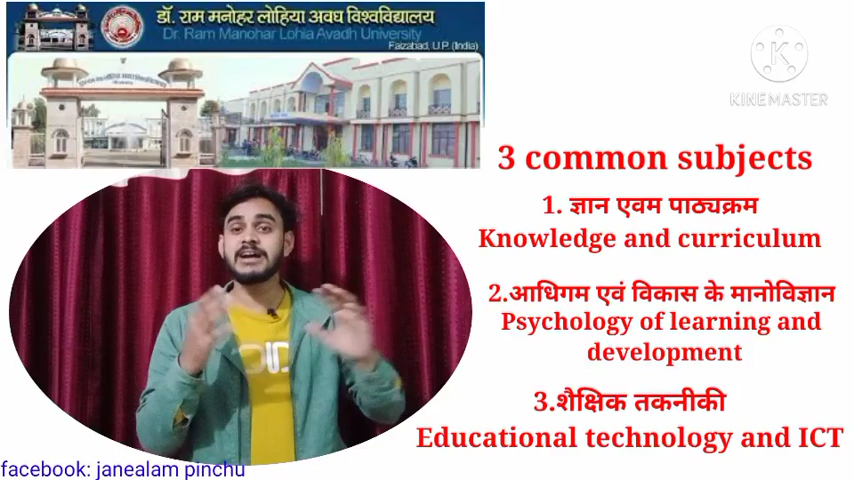 डॉ. राम मनोहर लोहिया अवध विश्वविद्यालय
Dr. Ram Manohar Lohia Avadh University
Faizabad, U.P.(India)
KINEMASTER
3 common subjects
1. ज्ञान एवम पाठ्यक्रम
Knowledge and curriculum
2.आधिगम एवं विकास के मानोविज्ञान
Psychology of learning and
development
3.शैक्षिक तकनीकी
Educational technology and ICT
facebook: janealam pinchu